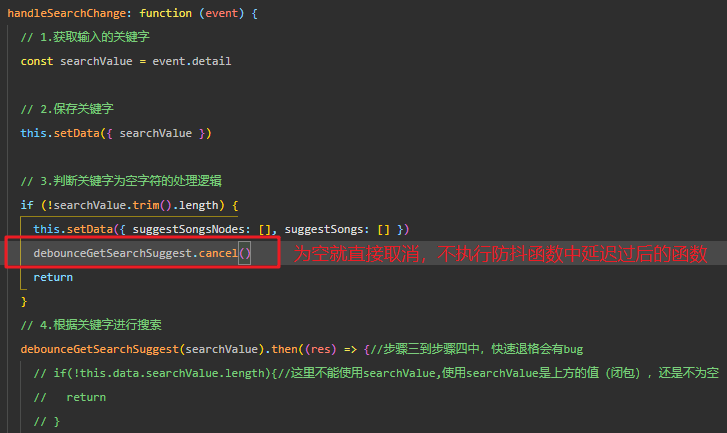 handleSearchChange: function (event) {
// 1.获取输入的关键字
const searchValue = event.detail
// 2.保存关键字
this.setData({ searchValue })
// 3.判断关键字为空字符的处理逻辑
if (!searchValue.trim().length) {
this.setData({ suggestSongsNodes: [], suggestSongs: [] })
debounceGetSearchSuggest.cancel() 为空就直接取消，不执行防抖函数中延迟过后的函数
return
}
// 4.根据关键字进行搜索
debounceGetSearchSuggest(searchValue).then((res) => {//步骤三到步骤四中，快速退格会有bug
// if(!this.data.searchValue.length){//这里不能使用searchValue,使用searchValue是上方的值（闭包），还是不为空
// return
// }